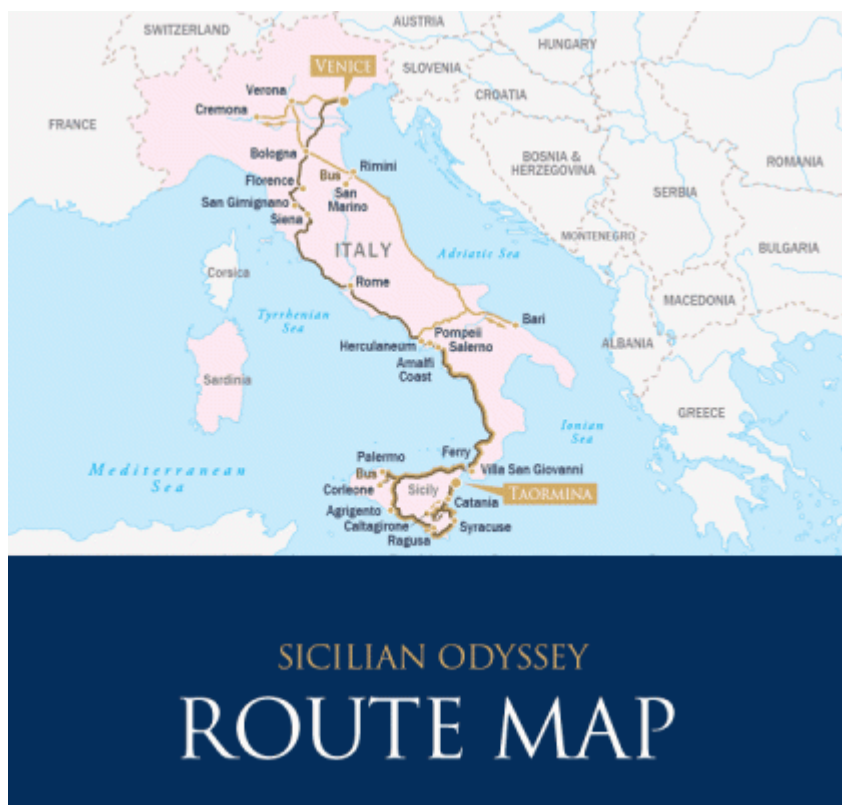 SWITZERLAND
AUSTRIA
HUNGARY
VENICE
SLOVENIA
CROATIA
Verona
Cremona
FRANCE
Bologna
Rimini
BOSNIA &
HERZEGOVINA
ROMANIA
Florence
Bus
San
Marino
San Gimignano
Siena
SERBIA
ITALY
Adriatic Sea
MONTENEGRO
BULGARIA
Corsica
Rome
MACEDONIA
Tyrrhenian
Sea
Bari
Pompeii
Herculaneum
Salerno
ALBANIA
Amalfi
Coast
Sardinia
GREECE
Ionian
Sea
Ferry
Palermo
Villa San Giovanni
Mediterranean
Sea
Bus
Corleone
Sicily
TAORMINA
Catania
Agrigento
Caltagirone
Syracuse
Ragusa
SICILIAN ODYSSEY
ROUTE MAP